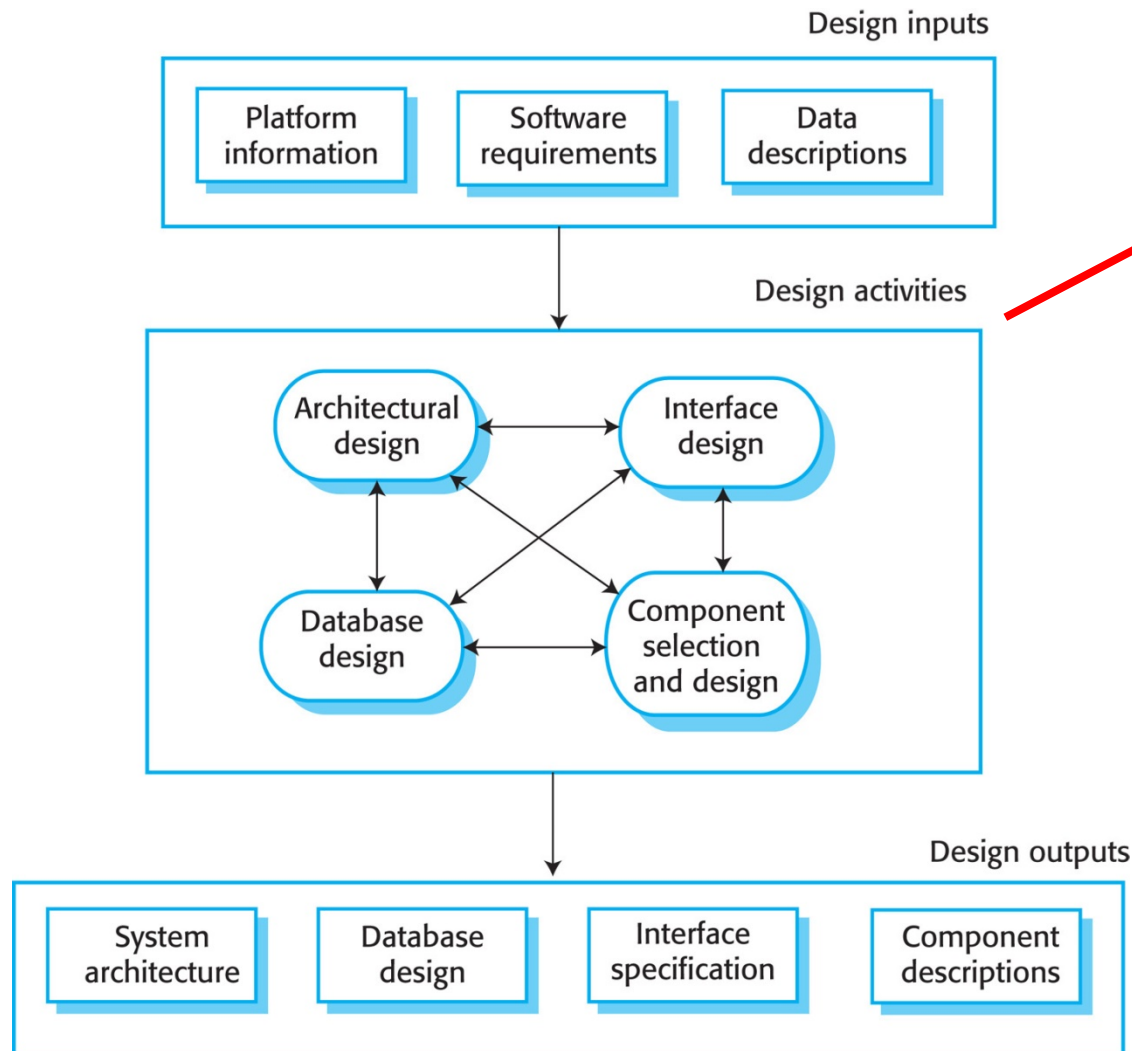 Design inputs
Platform
information
Software
requirements
Data
descriptions
Design activities
Architectural
design
Interface
design
Database
design
Component
selection
and design
Design outputs
System
architecture
Database
design
Interface
specification
Component
descriptions